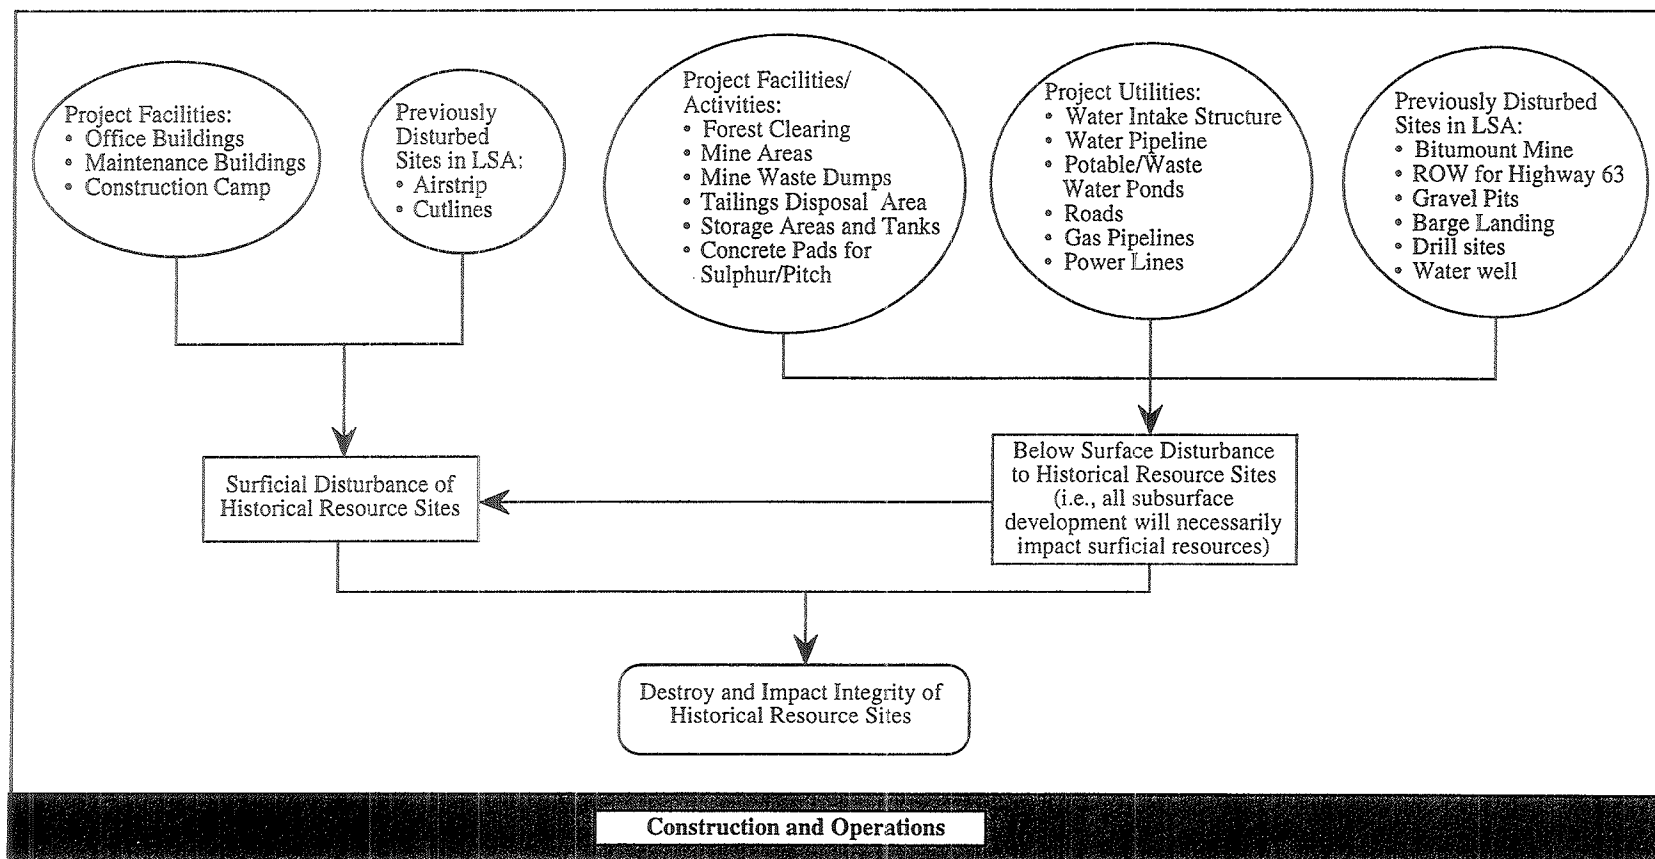 Project Facilities:
• Office Buildings
• Maintenance Buildings
• Construction Camp
Previously
Disturbed
Sites in LSA:
• Airstrip
• Cutlines
Project Facilities/
Activities:
• Forest Clearing
• Mine Areas
• Mine Waste Dumps
• Tailings Disposal Area
• Storage Areas and Tanks
• Concrete Pads for
Sulphur/Pitch
Project Utilities:
• Water Intake Structure
• Water Pipeline
• Potable/Waste
Water Ponds
• Roads
• Gas Pipelines
• Power Lines
Previously Disturbed
Sites in LSA:
• Bitumount Mine
• ROW for Highway 63
• Gravel Pits
• Barge Landing
• Drill sites
• Water well
Surficial Disturbance of
Historical Resource Sites
Below Surface Disturbance
to Historical Resource Sites
(i.e., all subsurface
development will necessarily
impact surficial resources)
Destroy and Impact Integrity of
Historical Resource Sites
Construction and Operations